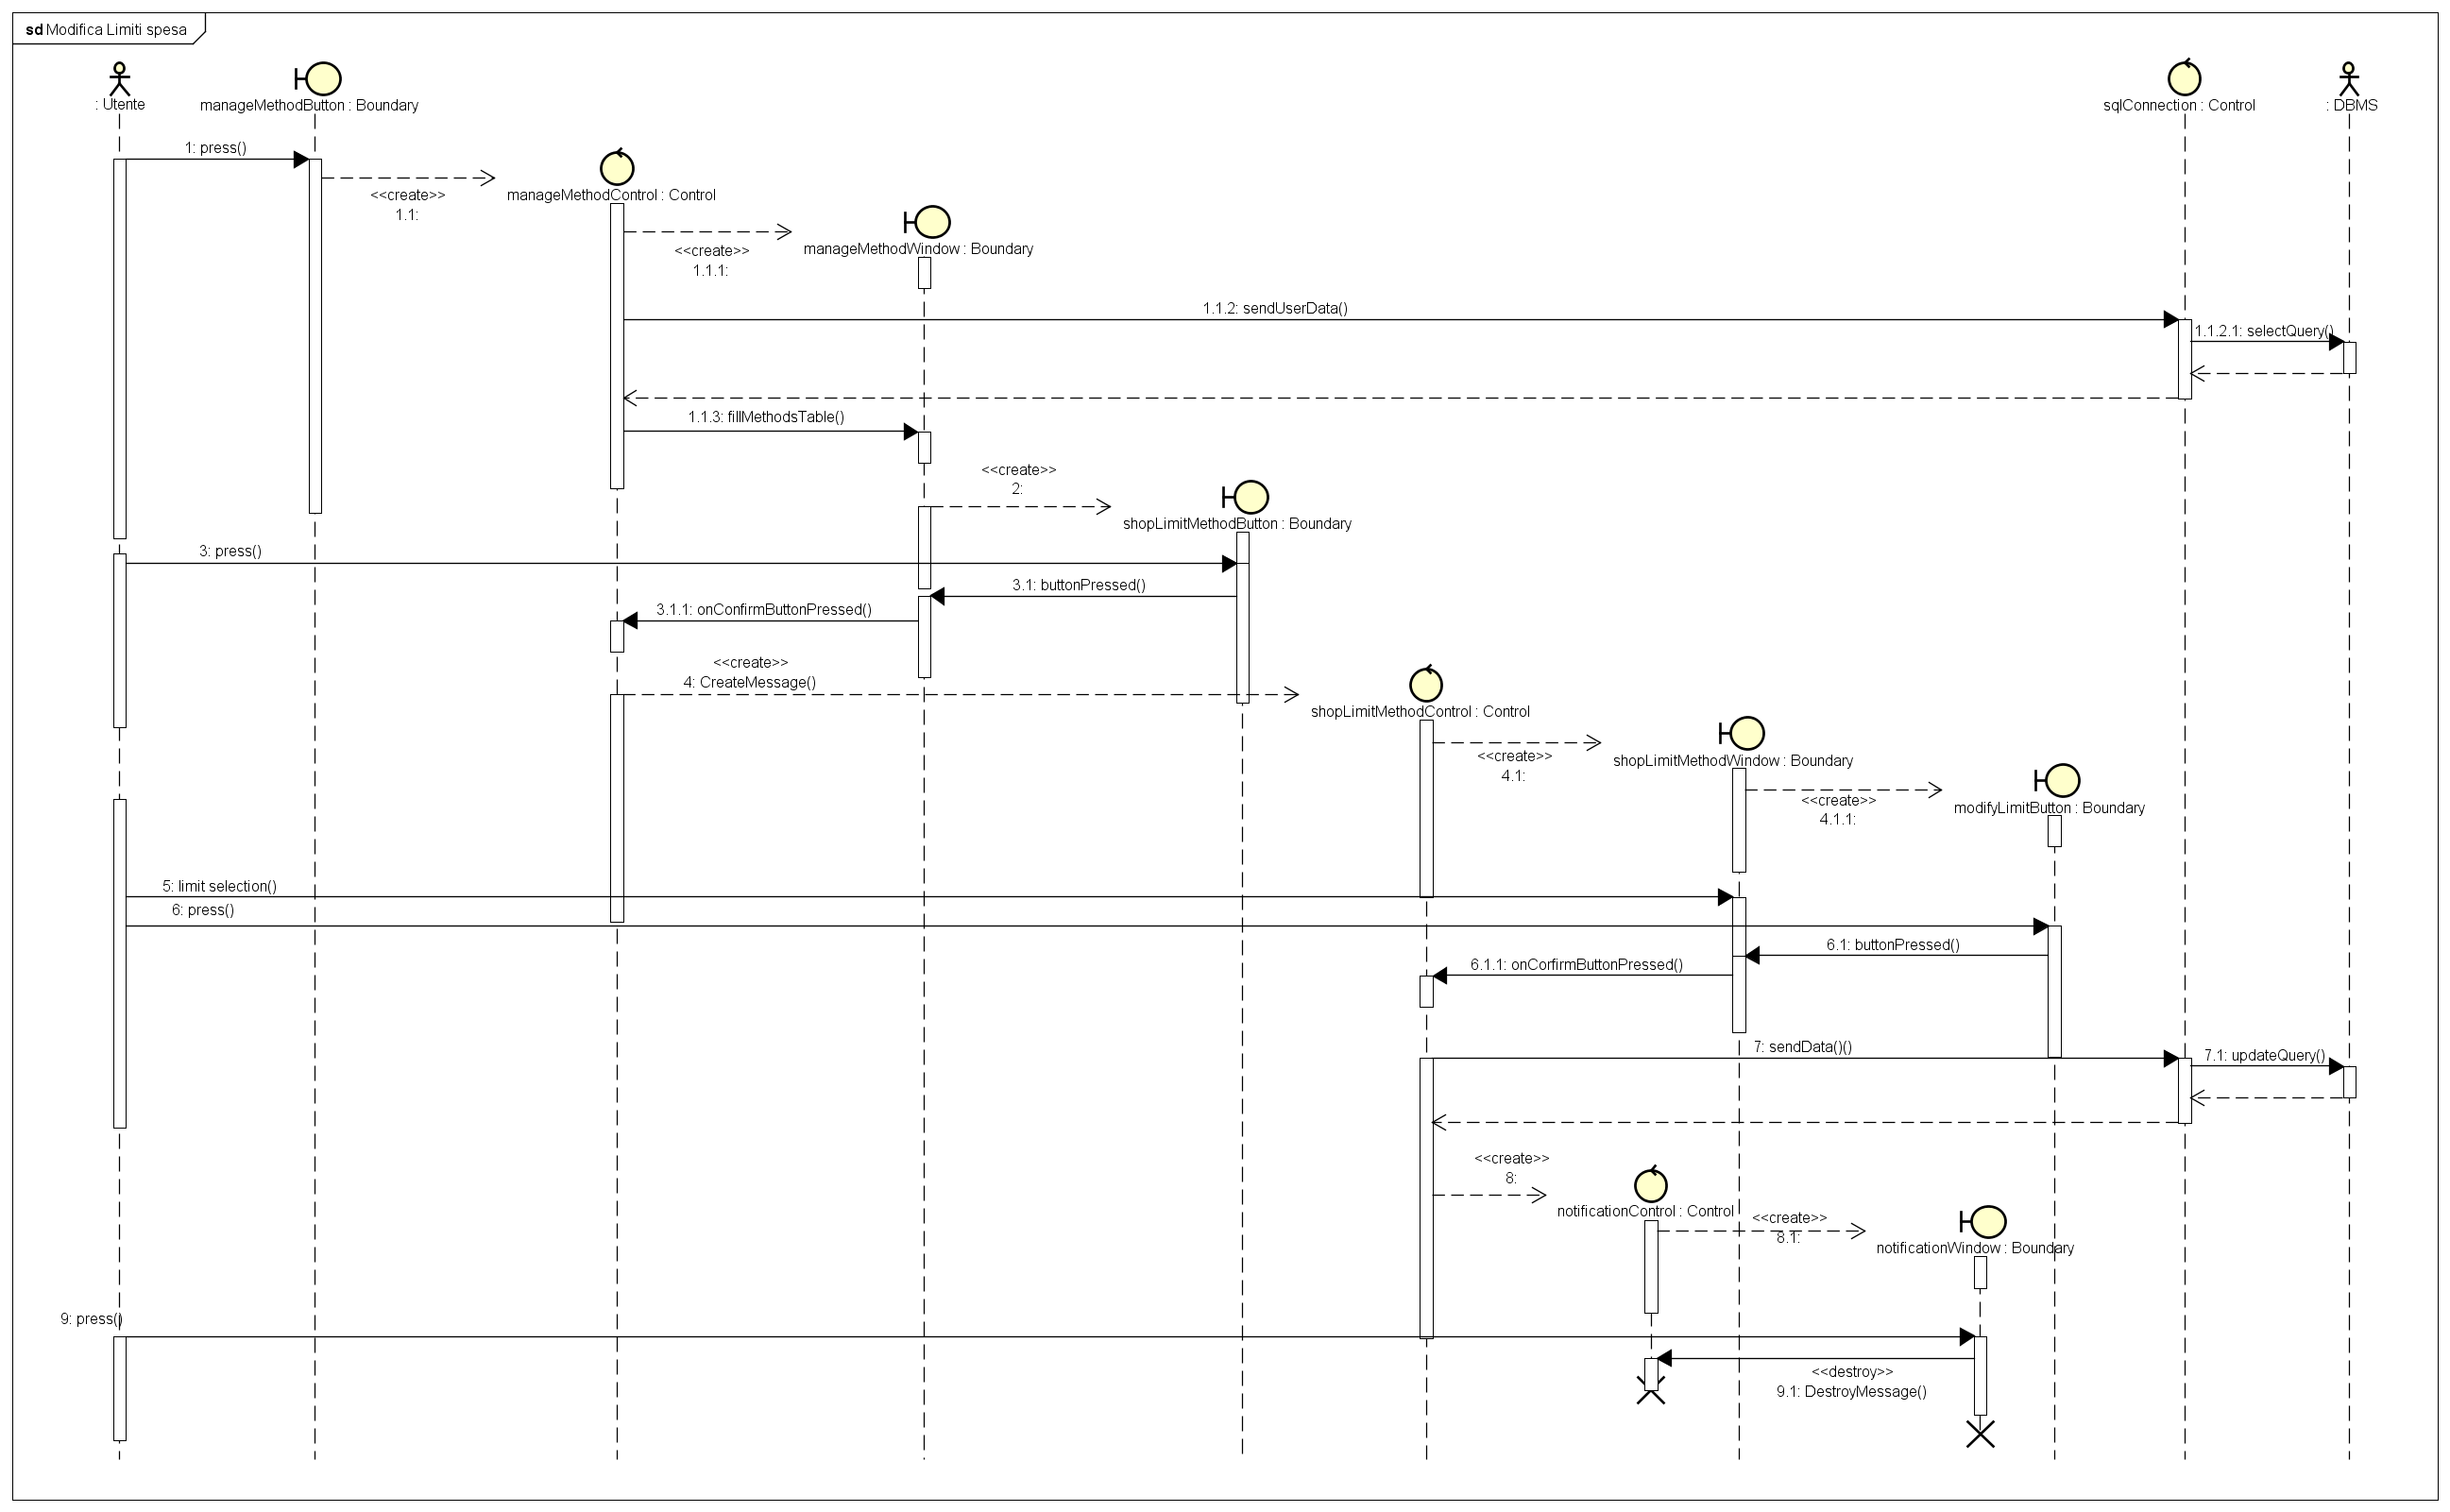 sd Modifica Limiti spesa
: Utente
manageMethodButton : Boundary
sqlConnection : Control
: DBMS
1: press()
<<create>>
1.1:
manageMethodControl : Control
<<create>>
1.1.1:
manageMethodWindow : Boundary
1.1.2: sendUserData()
1.1.2.1: selectQuery()
1.1.3: fillMethodsTable()
<<create>>
2:
shopLimitMethodButton : Boundary
3: press()
3.1: buttonPressed()
3.1.1: onConfirmButtonPressed()
<<create>>
4: CreateMessage()
shopLimitMethodControl : Control
<<create>>
4.1:
shopLimitMethodWindow : Boundary
<<create>>
4.1.1:
modifyLimitButton : Boundary
5: limit selection()
6: press()
6.1: buttonPressed()
6.1.1: onCorfirmButtonPressed()
7: sendData()()
7.1: updateQuery()
<<create>>
8:
notificationControl : Control
<<create>>
8.1:
notificationWindow : Boundary
9: press()
<<destroy>>
9.1: DestroyMessage()